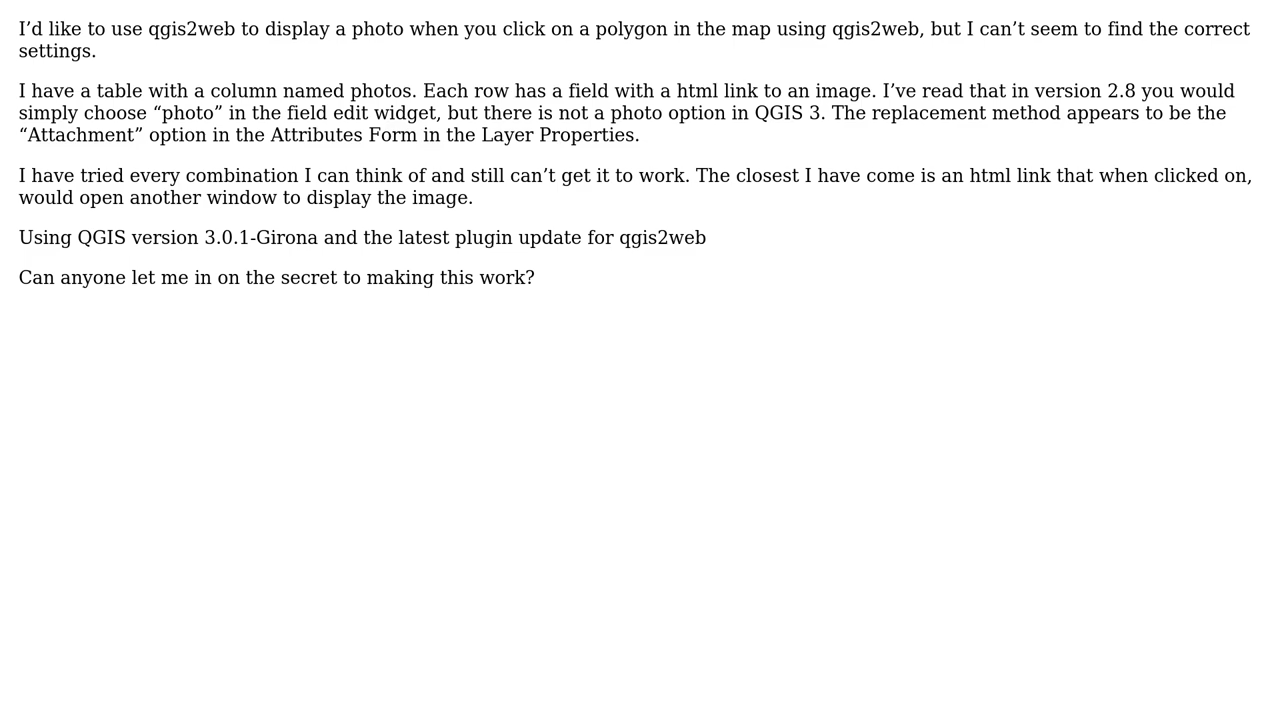 I’d like to use qgis2web to display a photo when you click on a polygon in the map using qgis2web, but I can’t seem to find the correct
settings.
I have a table with a column named photos. Each row has a field with a html link to an image. I’ve read that in version 2.8 you would
simply choose “photo” in the field edit widget, but there is not a photo option in QGIS 3. The replacement method appears to be the
“Attachment” option in the Attributes Form in the Layer Properties.
I have tried every combination I can think of and still can’t get it to work. The closest I have come is an html link that when clicked on,
would open another window to display the image.
Using QGIS version 3.0.1-Girona and the latest plugin update for qgis2web
Can anyone let me in on the secret to making this work?